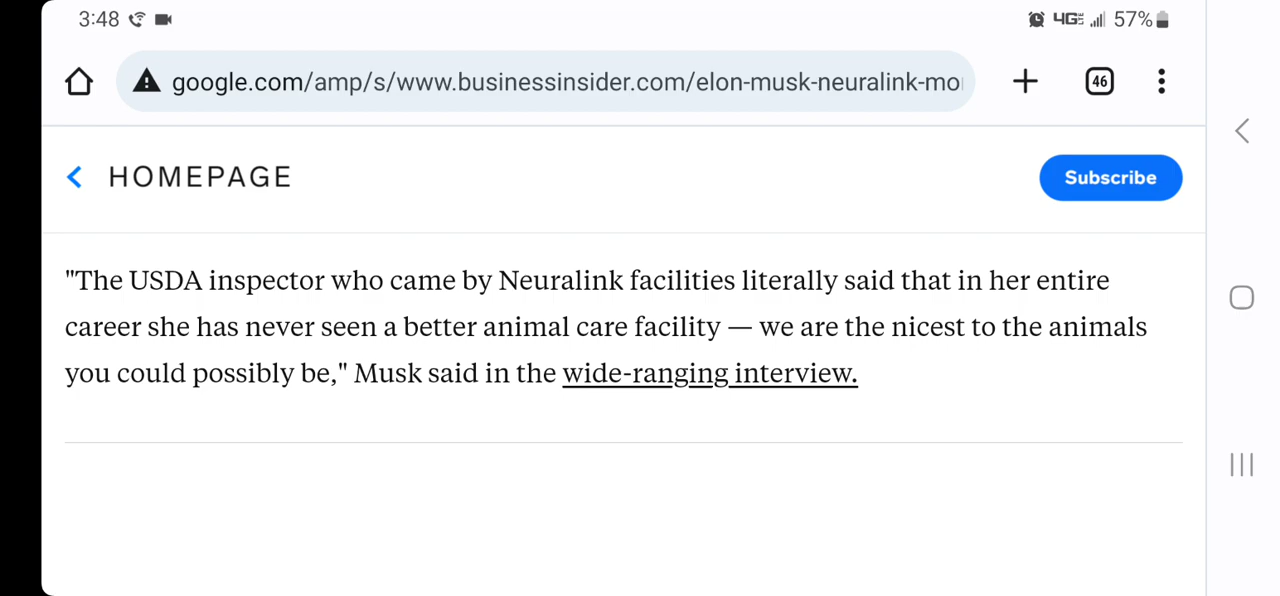 3:48
4G 57%
google.com/amp/s/www.businessinsider.com/elon-musk-neuralink-mo
46
HOMEPAGE
Subscribe
"The USDA inspector who came by Neuralink facilities literally said that in her entire
career she has never seen a better animal care facility — we are the nicest to the animals
you could possibly be," Musk said in the wide-ranging interview.